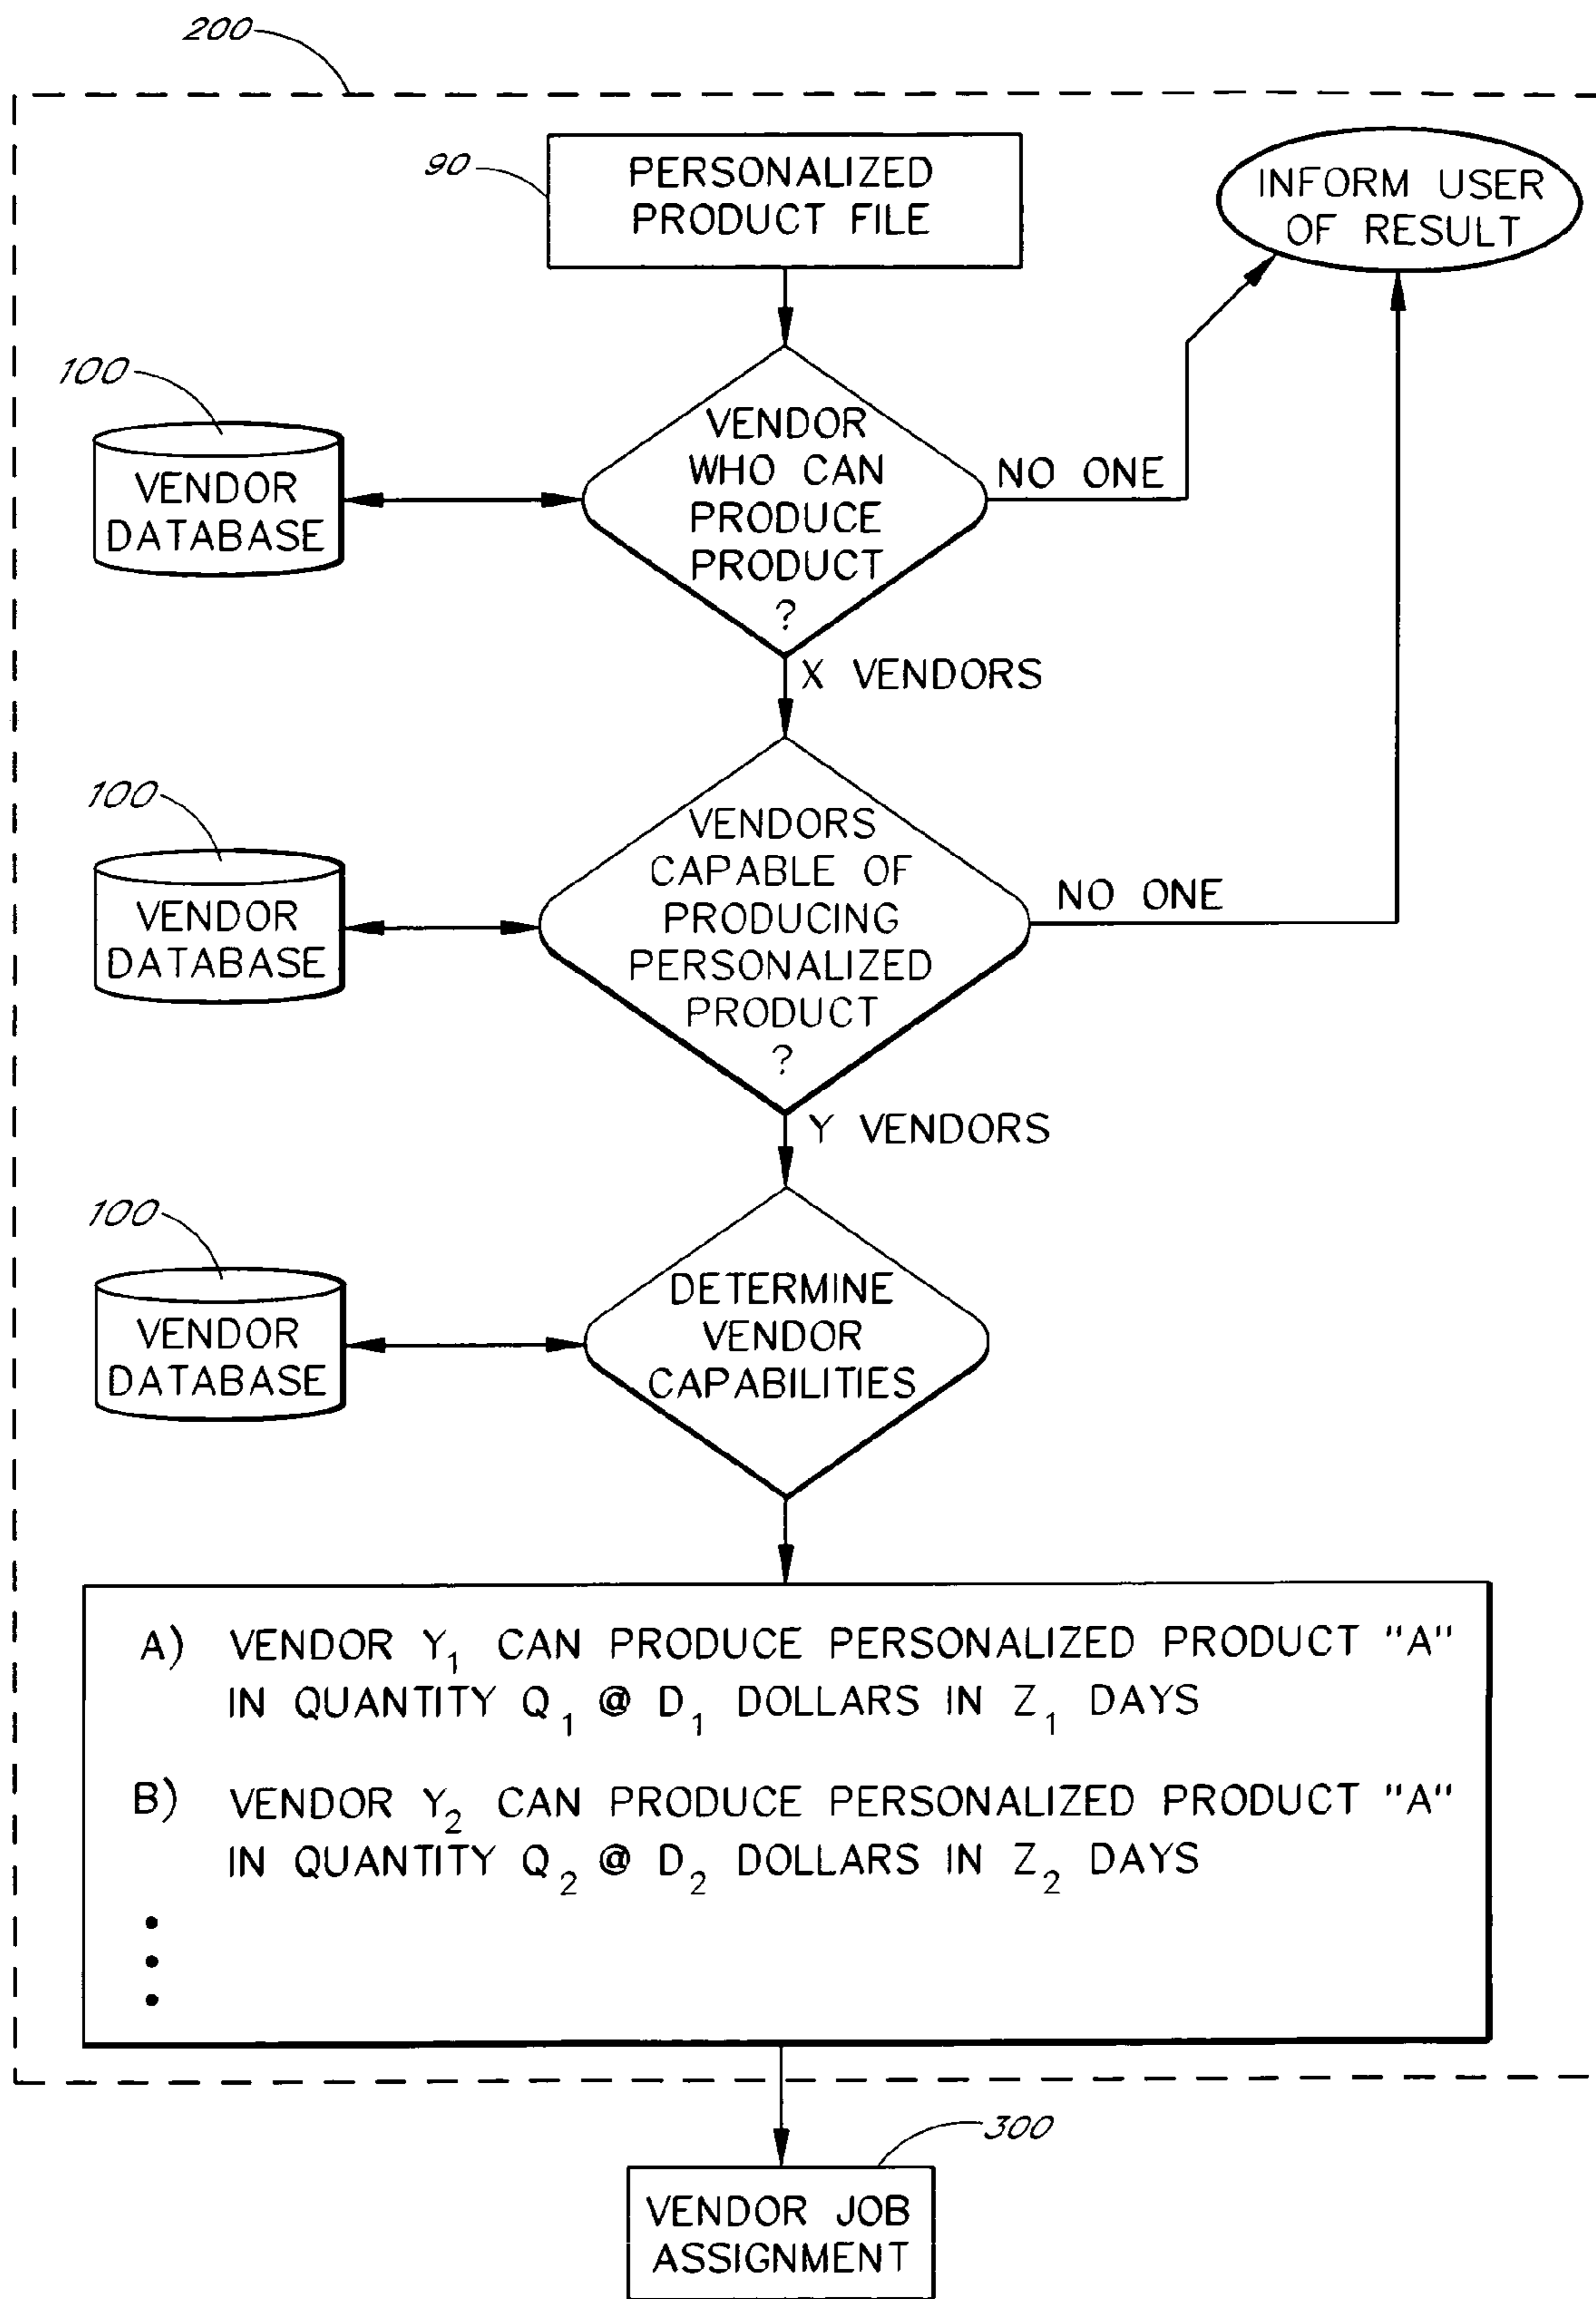 200
90
PERSONALIZED
PRODUCT FILE
INFORM USER
OF RESULT
100
VENDOR
DATABASE
VENDOR
WHO CAN
PRODUCE
PRODUCT
?
NO ONE
X VENDORS
100
VENDOR
DATABASE
VENDORS
CAPABLE OF
PRODUCING
PERSONALIZED
PRODUCT
?
NO ONE
Y VENDORS
100
VENDOR
DATABASE
DETERMINE
VENDOR
CAPABILITIES
A) VENDOR Y1 CAN PRODUCE PERSONALIZED PRODUCT "A"
IN QUANTITY Q1 @ D1 DOLLARS IN Z1 DAYS
B) VENDOR Y2 CAN PRODUCE PERSONALIZED PRODUCT "A"
IN QUANTITY Q2 @ D2 DOLLARS IN Z2 DAYS
300
VENDOR JOB
ASSIGNMENT